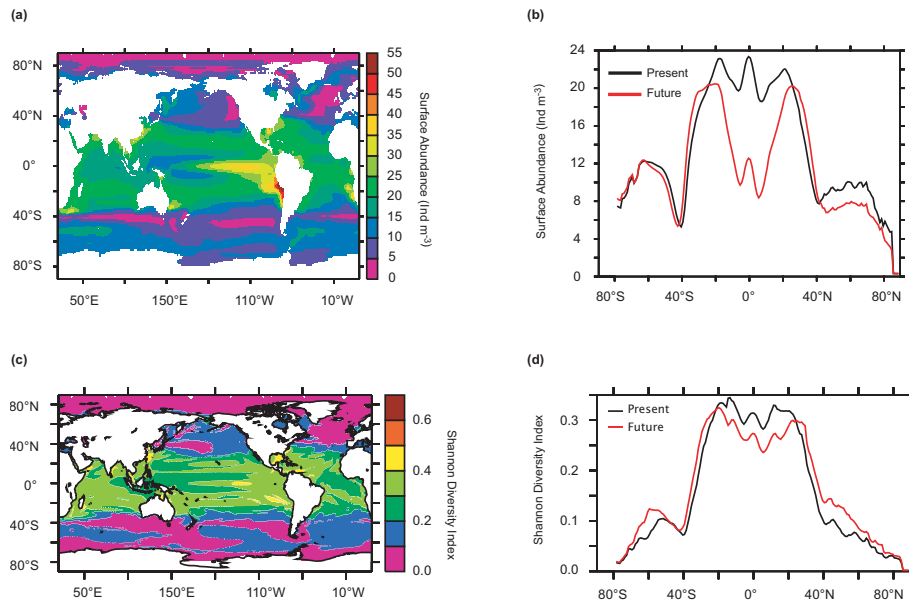 (a)
80°N
40°N
0°
40°S
80°S
50°E
150°E
110°W
10°W
55
50
45
40
35
30
25
20
15
10
5
0
Surface Abundance (Ind m⁻³)
(b)
24
20
16
12
8
4
0
Surface Abundance (Ind m⁻³)
Present
Future
80°S
40°S
0°
40°N
80°N
(c)
80°N
40°N
0°C
40°S
80°S
50°E
150°E
110°W
10°W
0.6
0.4
0.2
0.0
Shannon Diversity Index
(d)
0.3
0.2
0.1
0.0
Shannon Diversity Index
Present
Future
80°S
40°S
0°
40°N
80°N